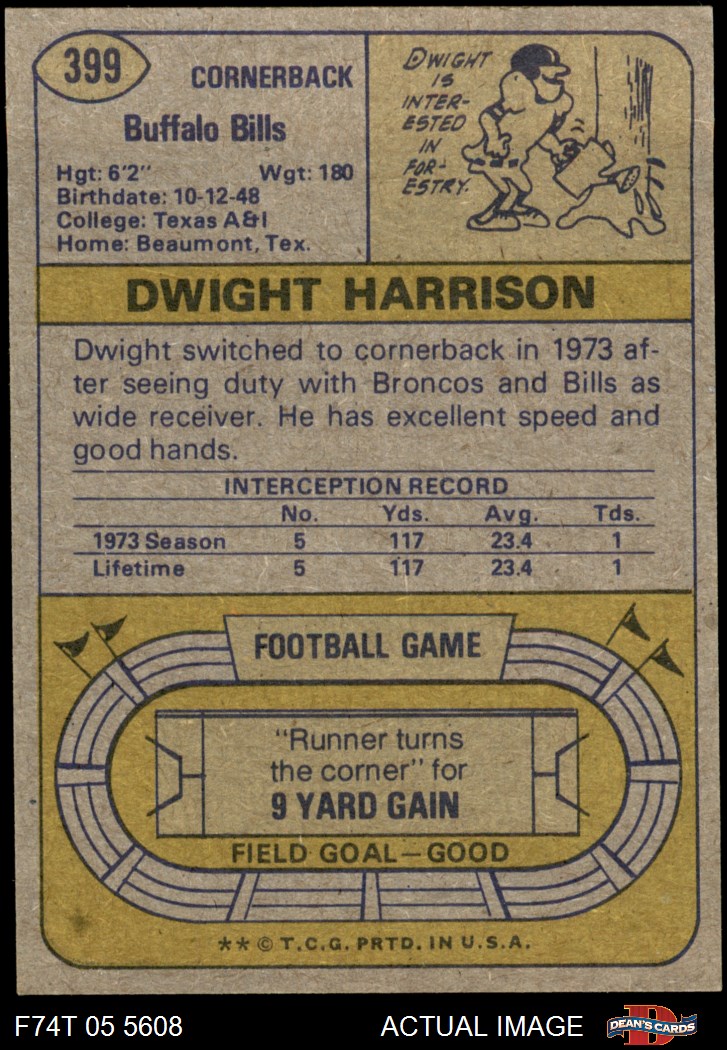 399
CORNERBACK
Buffalo Bills
Hgt: 6'2" Wgt: 180
Birthdate: 10-12-48
College: Texas A&I
Home: Beaumont, Tex.
DWIGHT
IS
INTER-
ESTED
IN
FOR-
ESTRY.
DWIGHT HARRISON
Dwight switched to cornerback in 1973 af-
ter seeing duty with Broncos and Bills as
wide receiver. He has excellent speed and
good hands.
INTERCEPTION RECORD
No. Yds. Avg. Tds.
1973 Season 5 117 23.4 1
Lifetime 5 117 23.4 1
FOOTBALL GAME
"Runner turns
the corner" for
9 YARD GAIN
FIELD GOAL—GOOD
** © T.C.G. PRTD. IN U.S.A.
F74T 05 5608 ACTUAL IMAGE
D
DEAN'S CARDS